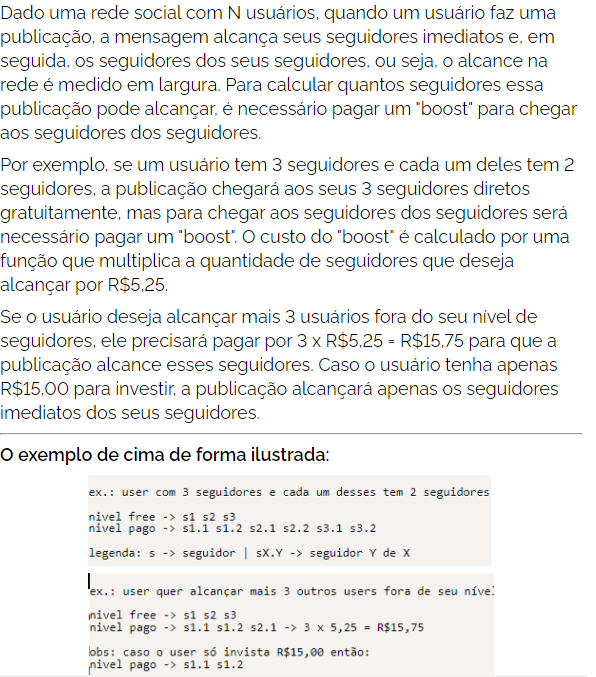 Dado uma rede social com N usuários, quando um usuário faz uma
publicação, a mensagem alcança seus seguidores imediatos e, em
seguida, os seguidores dos seus seguidores, ou seja, o alcance na
rede é medido em largura. Para calcular quantos seguidores essa
publicação pode alcançar, é necessário pagar um "boost" para chegar
aos seguidores dos seguidores.
Por exemplo, se um usuário tem 3 seguidores e cada um deles tem 2
seguidores, a publicação chegará aos seus 3 seguidores diretos
gratuitamente, mas para chegar aos seguidores dos seguidores será
necessário pagar um "boost". O custo do "boost" é calculado por uma
função que multiplica a quantidade de seguidores que deseja
alcançar por R$5,25.
Se o usuário deseja alcançar mais 3 usuários fora do seu nível de
seguidores, ele precisará pagar por 3 x R$5,25 = R$15,75 para que a
publicação alcance esses seguidores. Caso o usuário tenha apenas
R$15,00 para investir, a publicação alcançará apenas os seguidores
imediatos dos seus seguidores.
O exemplo de cima de forma ilustrada:
ex.: user com 3 seguidores e cada um desses tem 2 seguidores
nivel free -> s1 s2 s3
nivel pago -> s1.1 s1.2 s2.1 s2.2 s3.1 s3.2
legenda: s -> seguidor | sX.Y -> seguidor Y de X
ex.: user quer alcançar mais 3 outros users fora de seu níve
nivel free -> s1 s2 s3
nivel pago -> s1.1 s1.2 s2.1 -> 3 x 5,25 = R$15,75
obs: caso o user só invista R$15,00 então:
nivel pago -> s1.1 s1.2